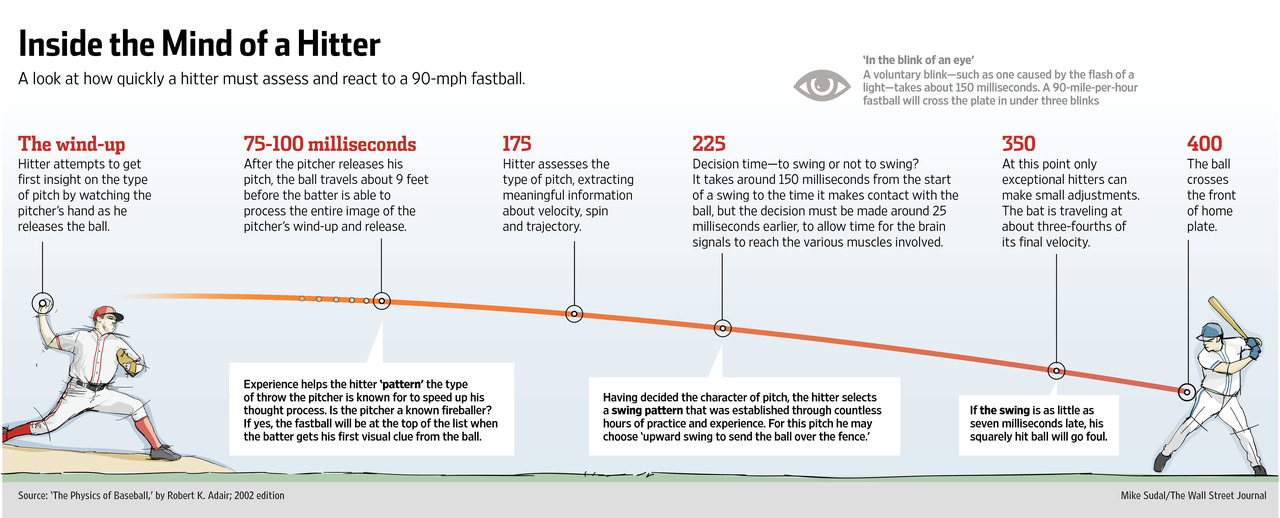 Inside the Mind of a Hitter
A look at how quickly a hitter must assess and react to a 90-mph fastball.
‘In the blink of an eye’
A voluntary blink—such as one caused by the flash of a
light—takes about 150 milliseconds. A 90-mile-per-hour
fastball will cross the plate in under three blinks
The wind-up
Hitter attempts to get
first insight on the type
of pitch by watching the
pitcher’s hand as he
releases the ball.
75-100 milliseconds
After the pitcher releases his
pitch, the ball travels about 9 feet
before the batter is able to
process the entire image of the
pitcher’s wind-up and release.
175
Hitter assesses the
type of pitch, extracting
meaningful information
about velocity, spin
and trajectory.
225
Decision time—to swing or not to swing?
It takes around 150 milliseconds from the start
of a swing to the time it makes contact with the
ball, but the decision must be made around 25
milliseconds earlier, to allow time for the brain
signals to reach the various muscles involved.
350
At this point only
exceptional hitters can
make small adjustments.
The bat is traveling at
about three-fourths of
its final velocity.
400
The ball
crosses
the front
of home
plate.
Experience helps the hitter ‘pattern’ the type
of throw the pitcher is known for to speed up his
thought process. Is the pitcher a known fireballer?
If yes, the fastball will be at the top of the list when
the batter gets his first visual clue from the ball.
Having decided the character of pitch, the hitter selects
a swing pattern that was established through countless
hours of practice and experience. For this pitch he may
choose ‘upward swing to send the ball over the fence.’
If the swing is as little as
seven milliseconds late, his
squarely hit ball will go foul.
Source: ‘The Physics of Baseball,’ by Robert K. Adair; 2002 edition
Mike Sudal/The Wall Street Journal